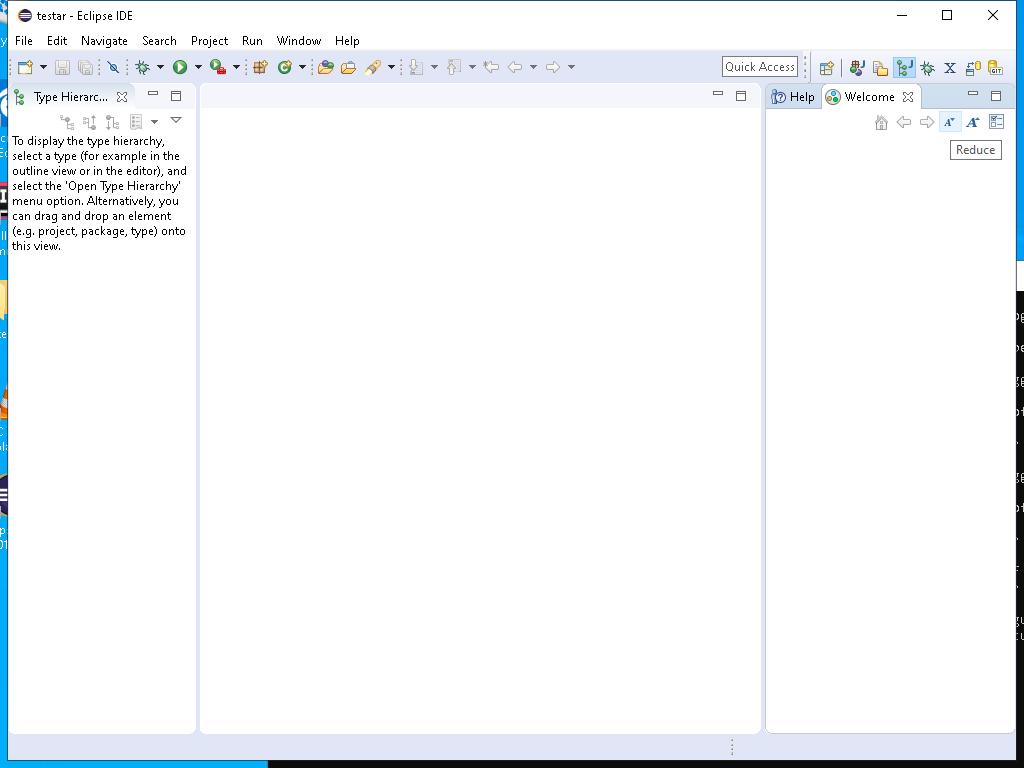 testar - Eclipse IDE
File Edit Navigate Search Project Run Window Help
Quick Access
Type Hierarc...
Help
Welcome
Reduce
To display the type hierarchy,
select a type (for example in the
outline view or in the editor), and
select the 'Open Type Hierarchy'
menu option. Alternatively, you
can drag and drop an element
(e.g. project, package, type) onto
this view.